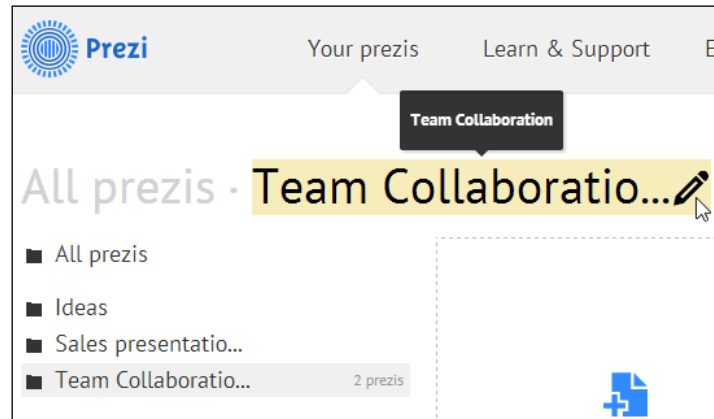 Prezi Your prezis Learn & Support E
Team Collaboration
All prezis · Team Collaboratio...
All prezis
Ideas
Sales presentatio...
Team Collaboratio... 2 prezis